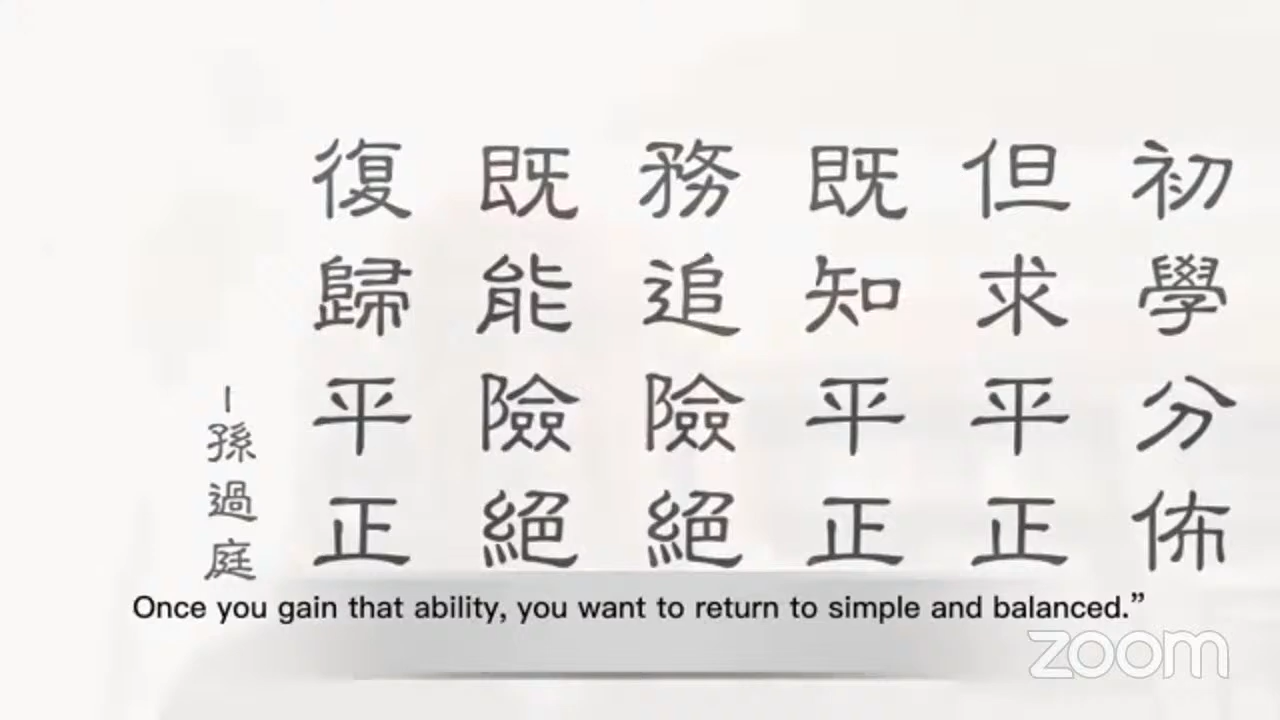 初學分佈
但求平正
既知平正
務追險絕
既能險絕
復歸平正
–孫過庭
Once you gain that ability, you want to return to simple and balanced.”
zoom